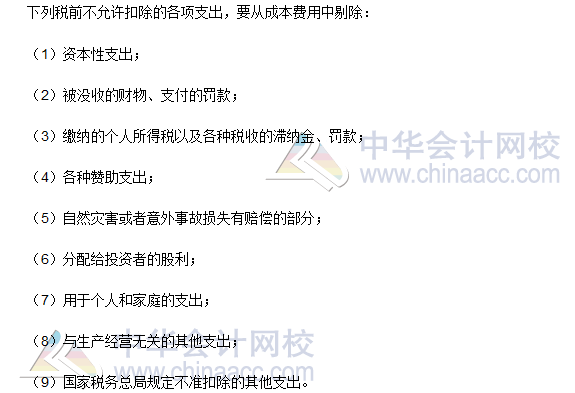 下列税前不允许扣除的各项支出，要从成本费用中剔除：
（1）资本性支出；
（2）被没收的财物、支付的罚款；
（3）缴纳的个人所得税以及各种税收的滞纳金、罚款；
中华会计网校
www.chinaacc.com
（4）各种赞助支出；
（5）自然灾害或者意外事故损失有赔偿的部分；
（6）分配给投资者的股利；
（7）用于个人和家庭的支出；
（8）与生产经营无关的其他支出；
中华会计网校
www.chinaacc.com
（9）国家税务总局规定不准扣除的其他支出。